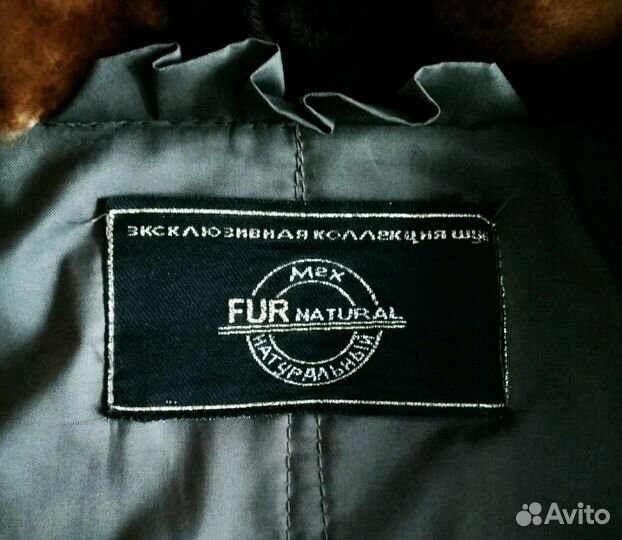 ЭКСКЛЮЗИВНАЯ КОЛЛЕКЦИЯ ШУБ
МЕХ
FUR NATURAL
НАТУРАЛЬНЫЙ
Avito